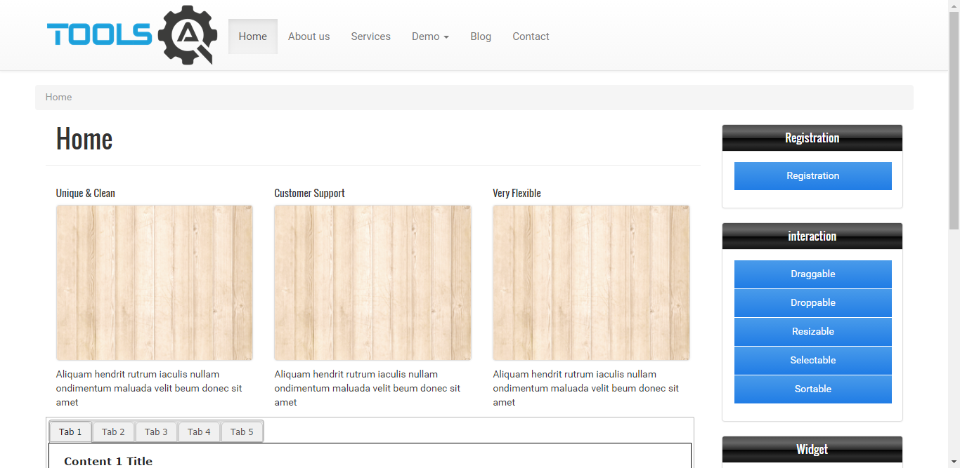 TOOLS QA
Home
About us
Services
Demo
Blog
Contact
Home
Home
Unique & Clean
Aliquam hendrit rutrum iaculis nullam
ondimentum maluada velit beum donec sit
amet
Customer Support
Aliquam hendrit rutrum iaculis nullam
ondimentum maluada velit beum donec sit
amet
Very Flexible
Aliquam hendrit rutrum iaculis nullam
ondimentum maluada velit beum donec sit
amet
Tab 1
Tab 2
Tab 3
Tab 4
Tab 5
Content 1 Title
Registration
Registration
interaction
Draggable
Droppable
Resizable
Selectable
Sortable
Widget